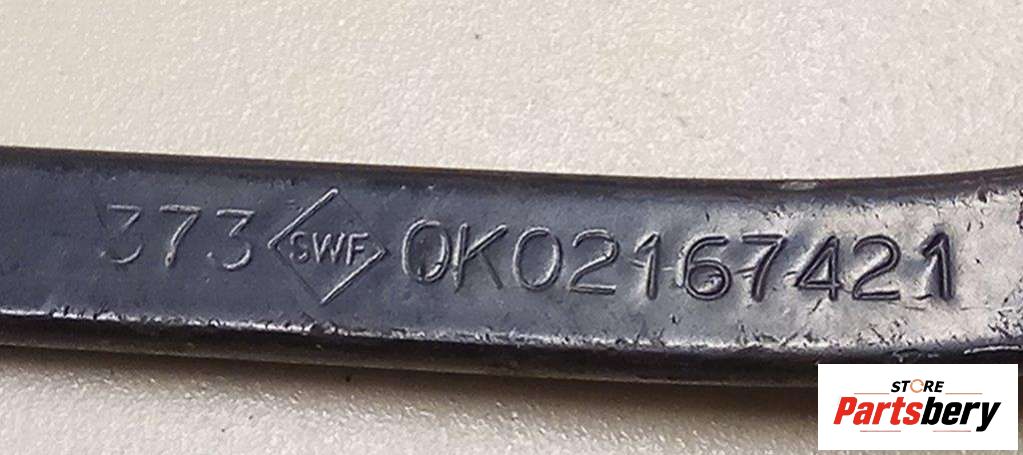 373 SWF 0K02167421
STORE
Partsbery